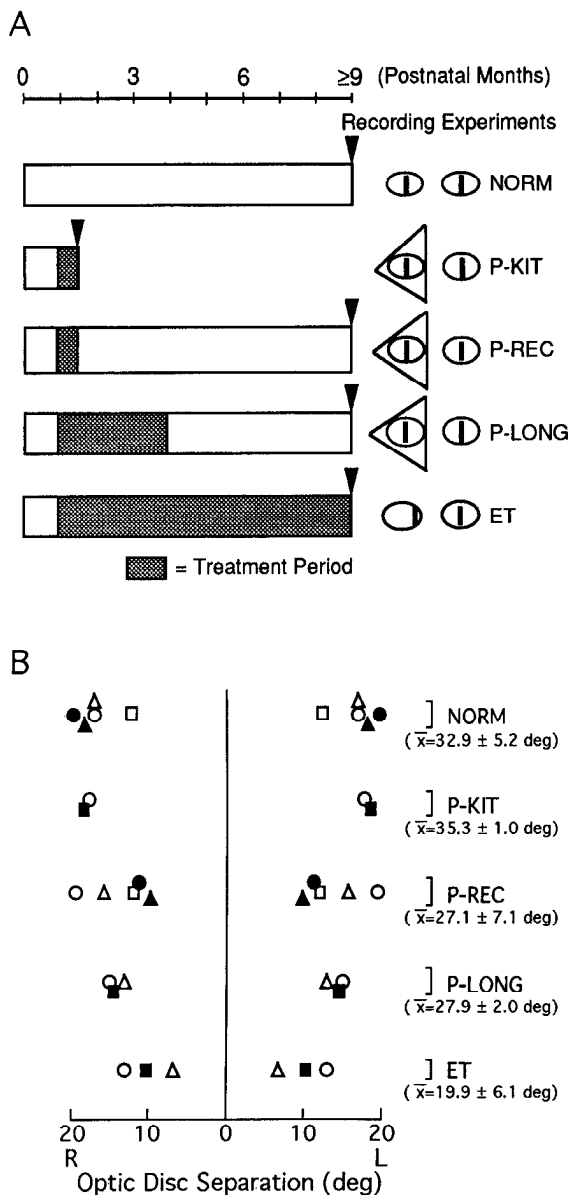 A
0 3 6 ≥9 (Postnatal Months)
Recording Experiments
NORM
P-KIT
P-REC
P-LONG
ET
= Treatment Period
B
] NORM
( x̅=32.9 ± 5.2 deg)
] P-KIT
( x̅=35.3 ± 1.0 deg)
] P-REC
( x̅=27.1 ± 7.1 deg)
] P-LONG
( x̅=27.9 ± 2.0 deg)
] ET
( x̅=19.9 ± 6.1 deg)
20 10 0 10 20
R L
Optic Disc Separation (deg)